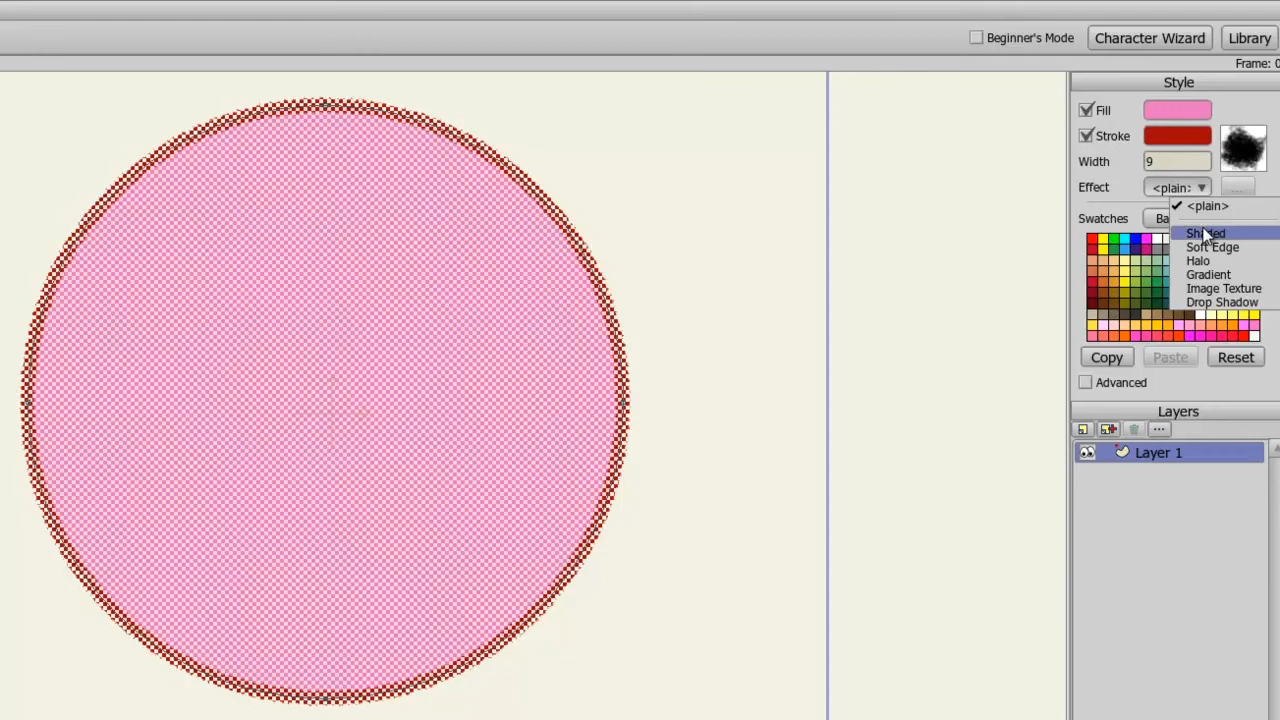 Beginner's Mode
Character Wizard
Library
Frame: 0
Style
Fill
Stroke
Width
9
Effect
<plain>
...
<plain>
Swatches
Ba
Shaded
Soft Edge
Halo
Gradient
Image Texture
Drop Shadow
Copy
Paste
Reset
Advanced
Layers
...
Layer 1